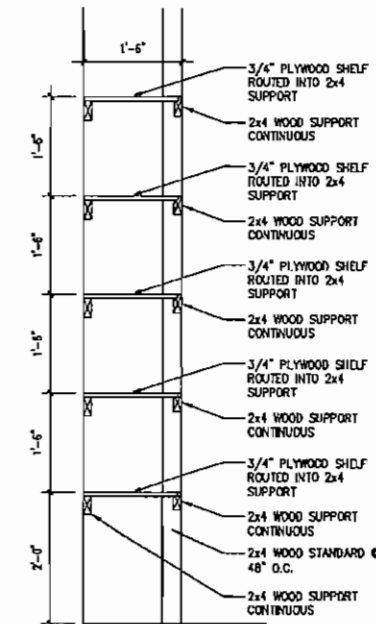 1'-6"
3/4" PLYWOOD SHELF
ROUTED INTO 2x4
SUPPORT
2x4 WOOD SUPPORT
CONTINUOUS
1'-6"
3/4" PLYWOOD SHELF
ROUTED INTO 2x4
SUPPORT
2x4 WOOD SUPPORT
CONTINUOUS
1'-6"
3/4" PLYWOOD SHELF
ROUTED INTO 2x4
SUPPORT
2x4 WOOD SUPPORT
CONTINUOUS
1'-6"
3/4" PLYWOOD SHELF
ROUTED INTO 2x4
SUPPORT
2x4 WOOD SUPPORT
CONTINUOUS
1'-6"
3/4" PLYWOOD SHELF
ROUTED INTO 2x4
SUPPORT
2x4 WOOD SUPPORT
CONTINUOUS
2'-0"
2x4 WOOD STANDARD @
48" O.C.
2x4 WOOD SUPPORT
CONTINUOUS